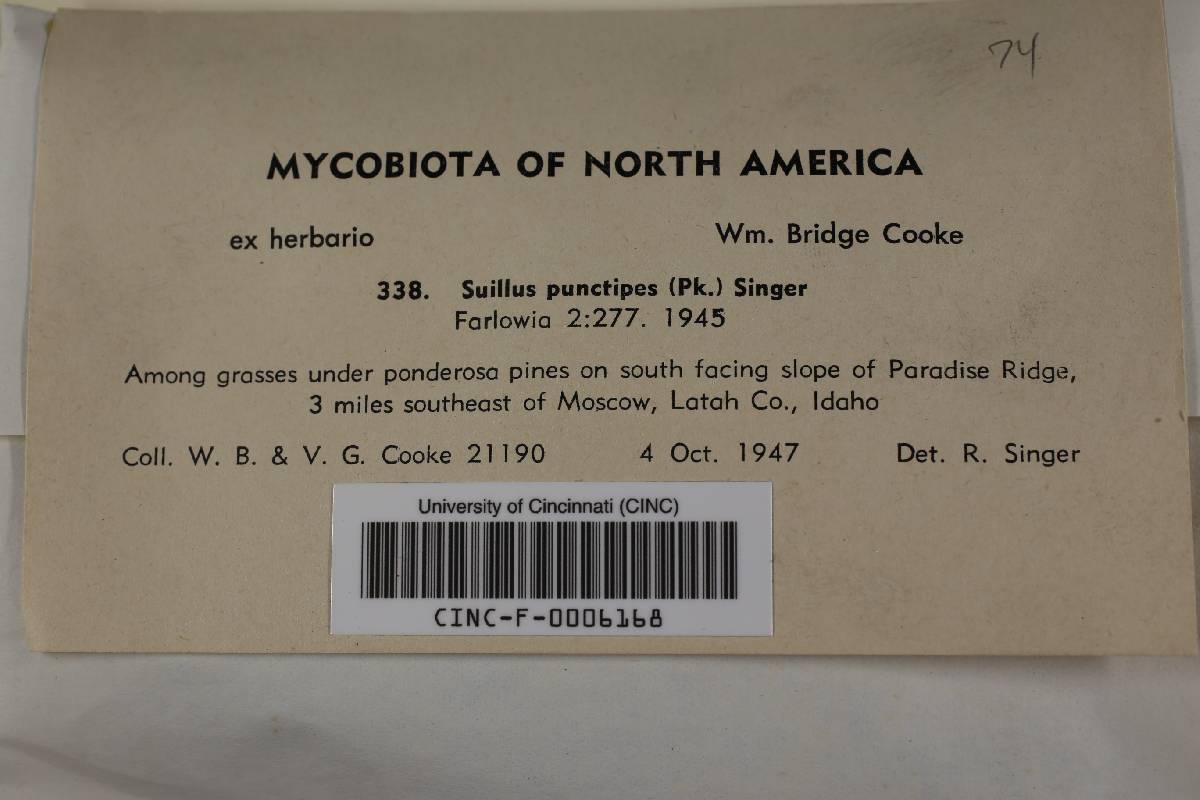 74
MYCOBIOTA OF NORTH AMERICA
ex herbario Wm. Bridge Cooke
338. Suillus punctipes (Pk.) Singer
Farlowia 2:277. 1945
Among grasses under ponderosa pines on south facing slope of Paradise Ridge,
3 miles southeast of Moscow, Latah Co., Idaho
Coll. W. B. & V. G. Cooke 21190 4 Oct. 1947 Det. R. Singer
University of Cincinnati (CINC)
CINC-F-0006168